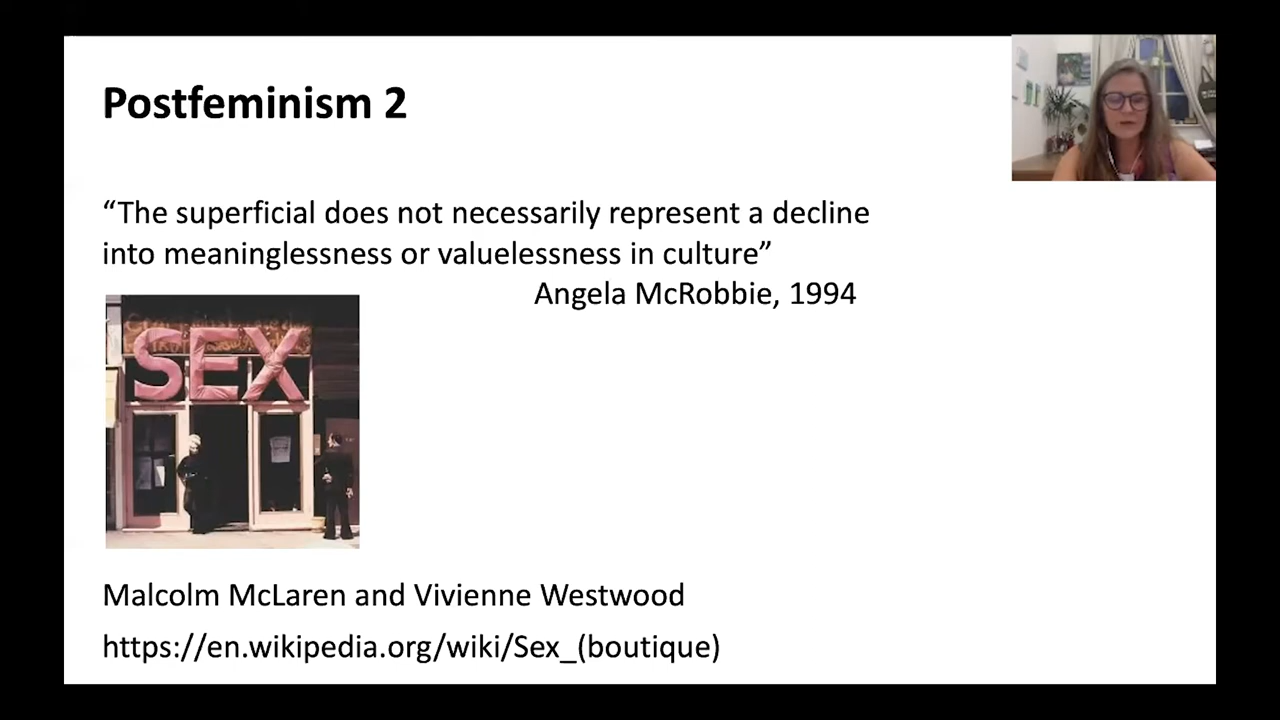 Postfeminism 2
“The superficial does not necessarily represent a decline
into meaninglessness or valuelessness in culture”
Angela McRobbie, 1994
SEX
Malcolm McLaren and Vivienne Westwood
https://en.wikipedia.org/wiki/Sex_(boutique)